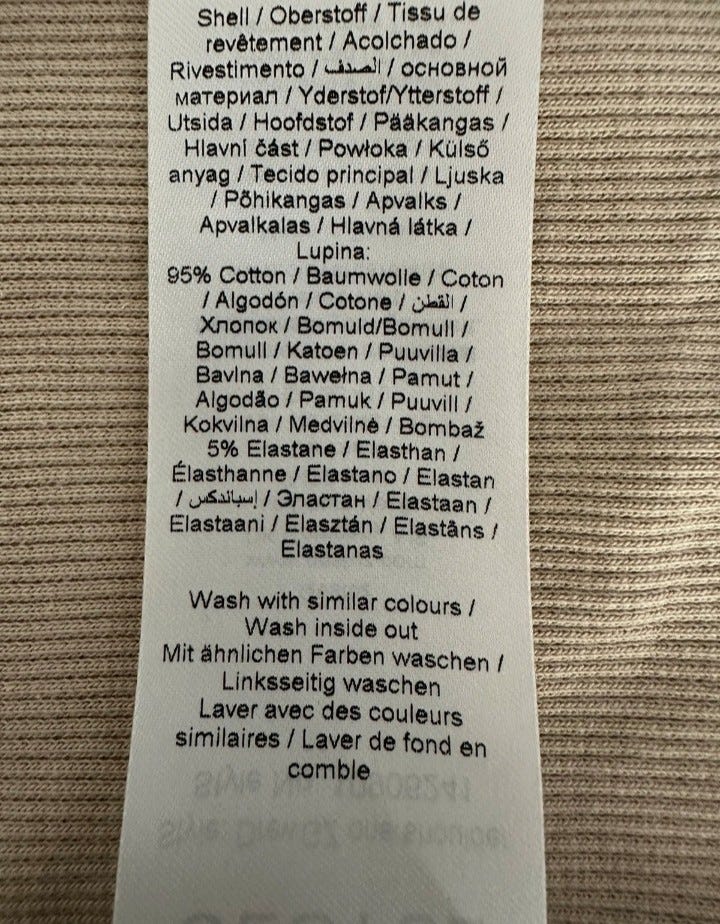 Shell / Oberstoff / Tissu de
revêtement / Acolchado /
Rivestimento / الصدف / основной
материал / Yderstof/Ytterstoff /
Utsida / Hoofdstof / Pääkangas /
Hlavní část / Powłoka / Külső
anyag / Tecido principal / Ljuska
/ Põhikangas / Apvalks /
Apvalkalas / Hlavná látka /
Lupina:
95% Cotton / Baumwolle / Coton
/ Algodón / Cotone / القطن /
Хлопок / Bomuld/Bomull /
Bomull / Katoen / Puuvilla /
Bavlna / Bawełna / Pamut /
Algodão / Pamuk / Puuvill /
Kokvilna / Medvilnė / Bombaž
5% Elastane / Elasthan /
Élasthanne / Elastano / Elastan
/ إسباندكس / Эластан / Elastaan /
Elastaani / Elasztán / Elastāns /
Elastanas
Wash with similar colours /
Wash inside out
Mit ähnlichen Farben waschen /
Linksseitig waschen
Laver avec des couleurs
similaires / Laver de fond en
comble